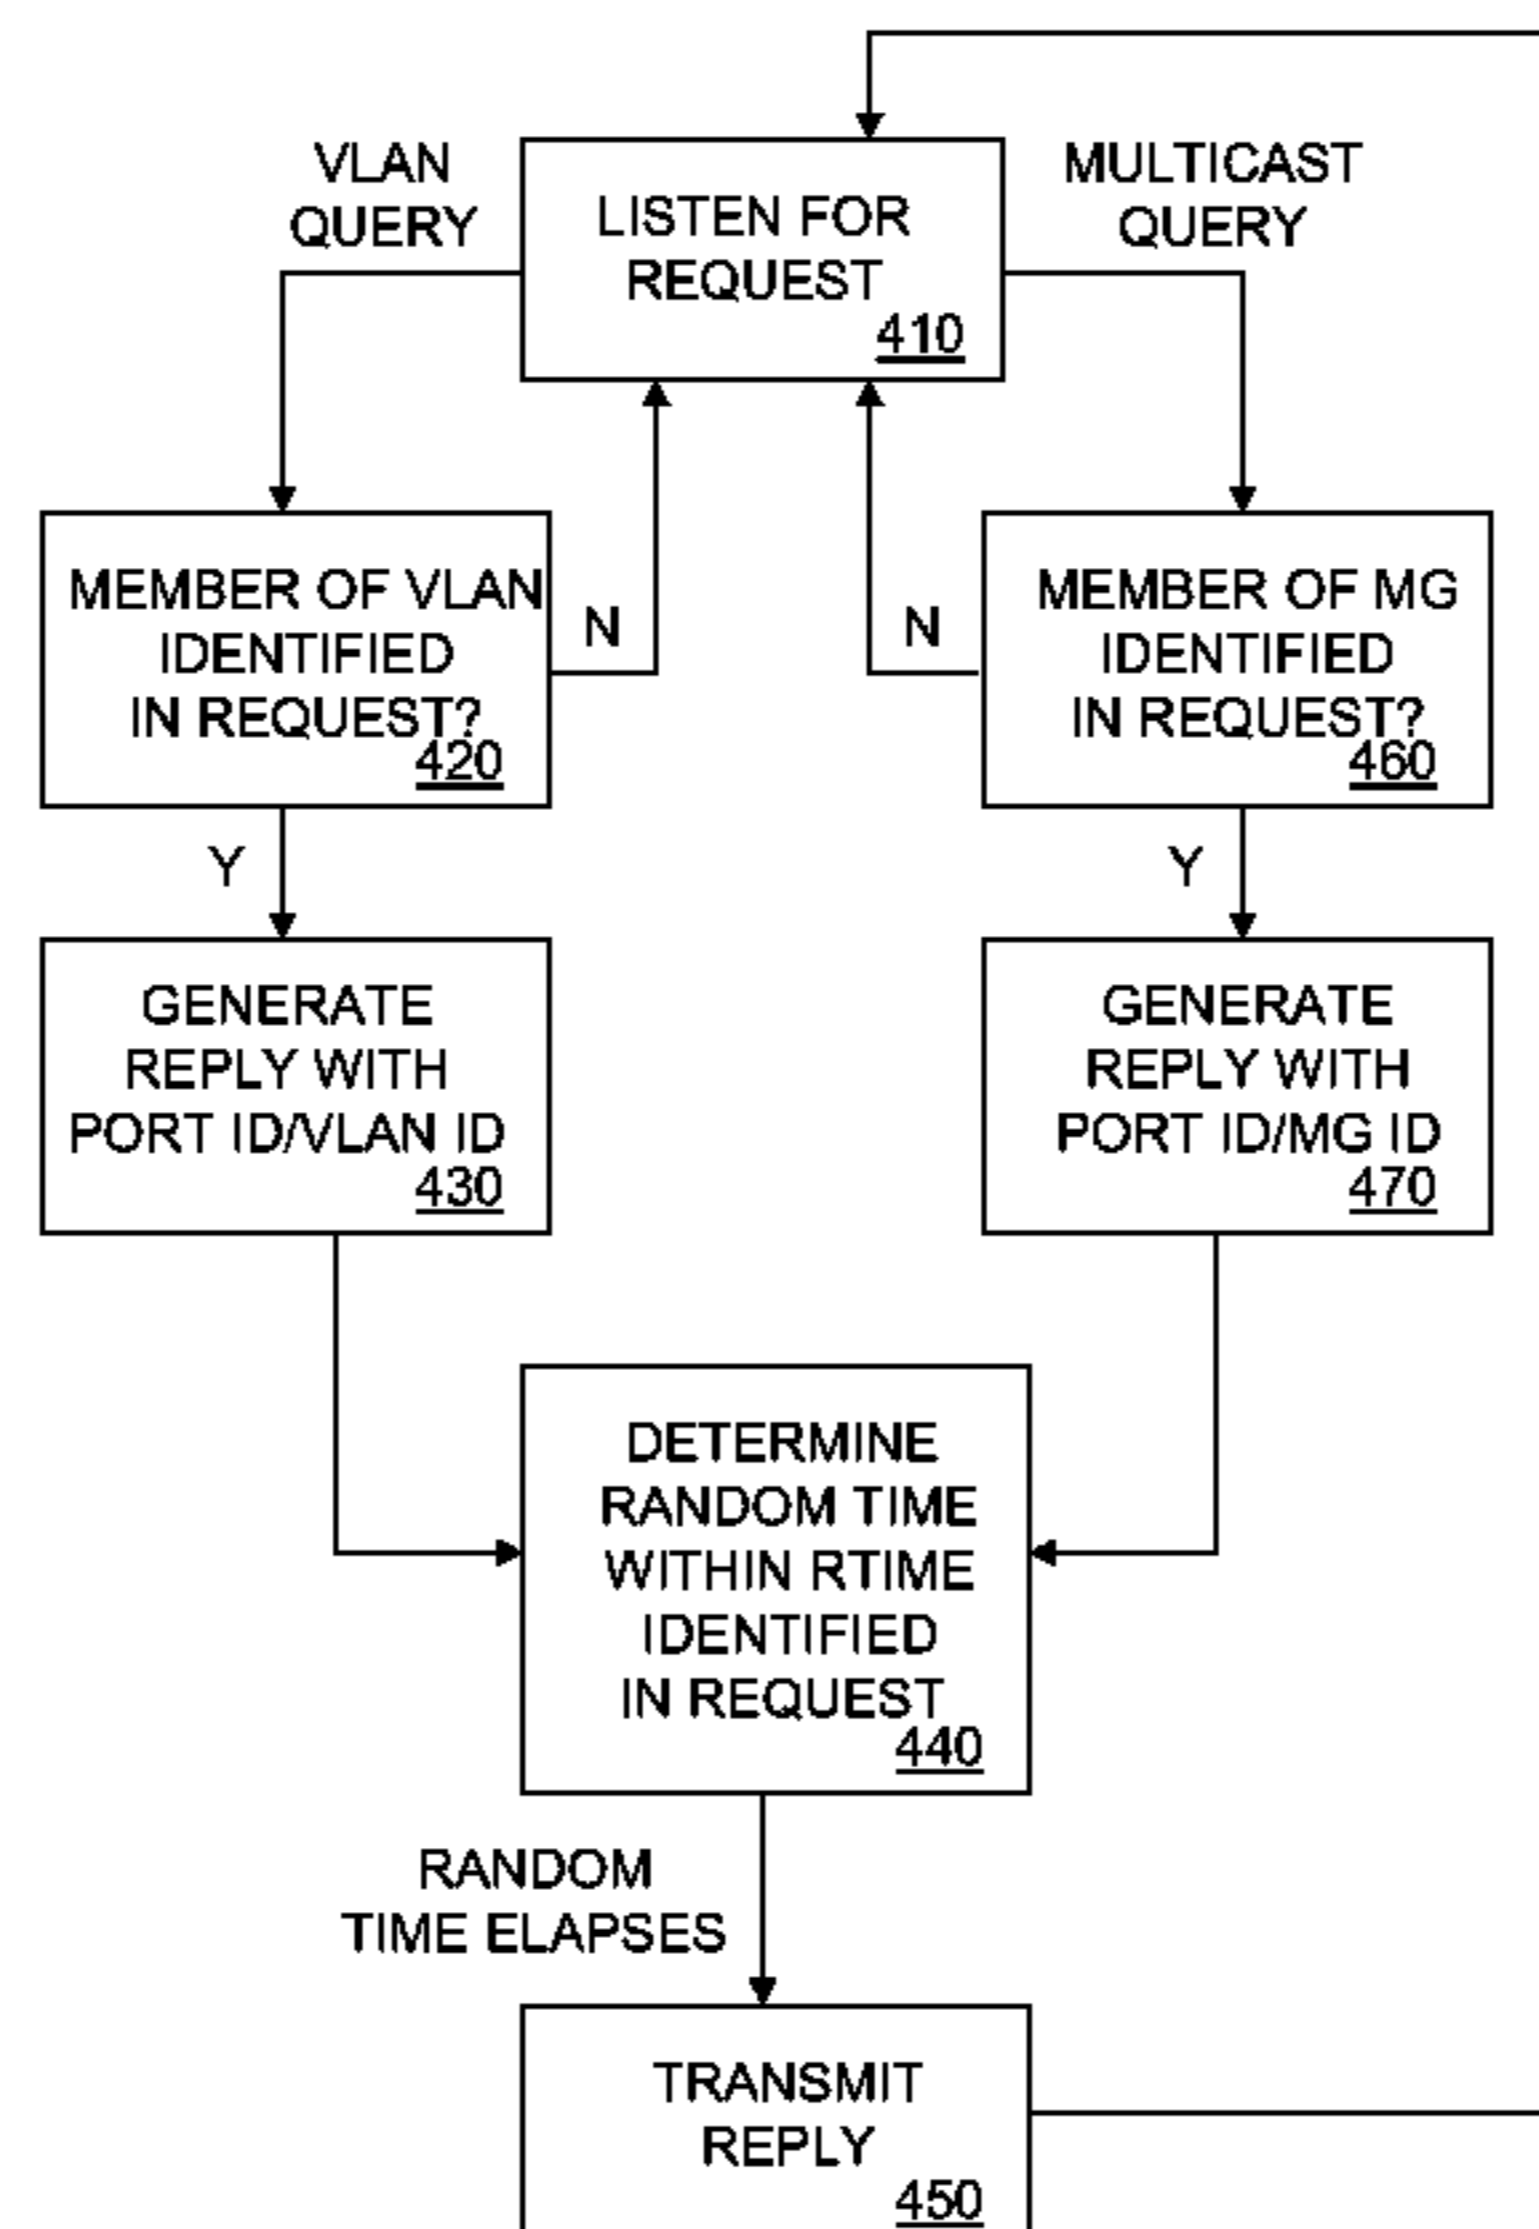 VLAN
QUERY
LISTEN FOR
REQUEST
410
MULTICAST
QUERY
MEMBER OF VLAN
IDENTIFIED
IN REQUEST?
420
N
N
MEMBER OF MG
IDENTIFIED
IN REQUEST?
460
Y
Y
GENERATE
REPLY WITH
PORT ID/VLAN ID
430
GENERATE
REPLY WITH
PORT ID/MG ID
470
DETERMINE
RANDOM TIME
WITHIN RTIME
IDENTIFIED
IN REQUEST
440
RANDOM
TIME ELAPSES
TRANSMIT
REPLY
450